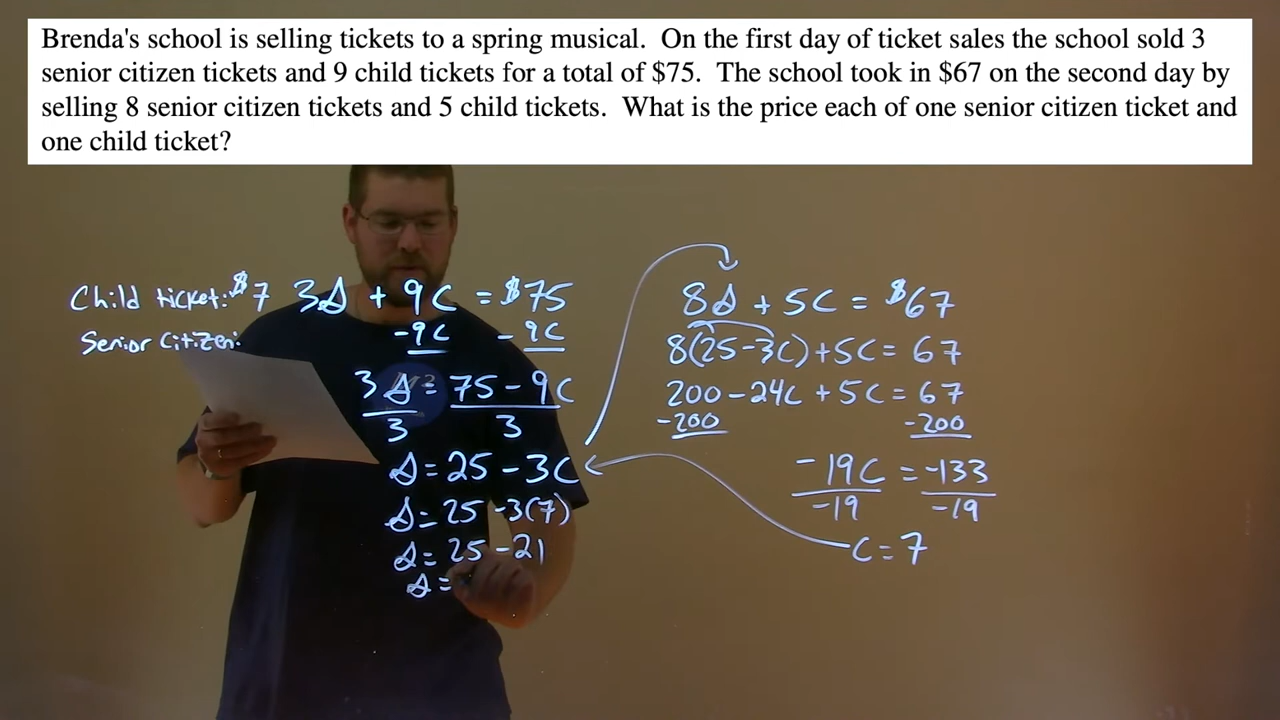 Brenda's school is selling tickets to a spring musical. On the first day of ticket sales the school sold 3
senior citizen tickets and 9 child tickets for a total of $75. The school took in $67 on the second day by
selling 8 senior citizen tickets and 5 child tickets. What is the price each of one senior citizen ticket and
one child ticket?
Child ticket: $7
Senior Citizen:
3s + 9C = $75
-9C -9C
3s = 75 - 9C
3 3
s = 25 - 3C
s = 25 - 3(7)
s = 25 - 21
s =
8s + 5C = $67
8(25-3C)+5C = 67
200 - 24C + 5C = 67
-200 -200
-19C = -133
-19 -19
C = 7